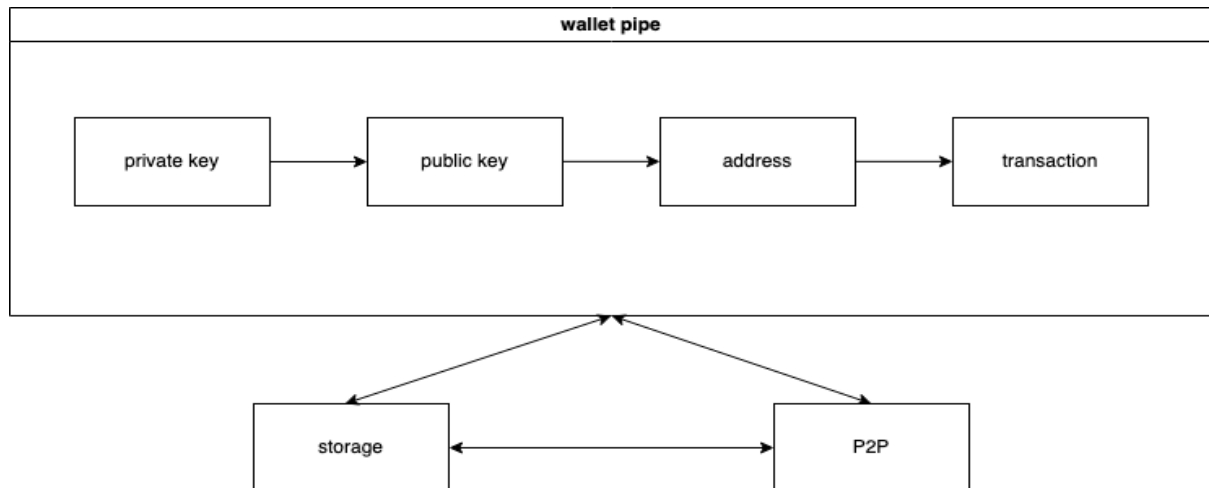 wallet pipe
private key
public key
address
transaction
storage
P2P